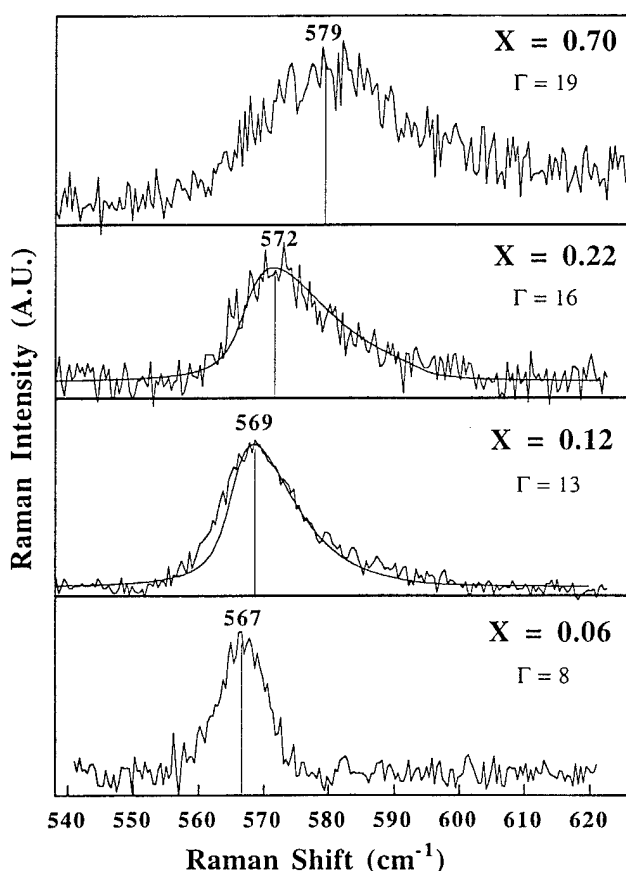 579
X = 0.70
Γ = 19
572
X = 0.22
Γ = 16
569
X = 0.12
Γ = 13
567
X = 0.06
Γ = 8
Raman Intensity (A.U.)
540 550 560 570 580 590 600 610 620
Raman Shift (cm⁻¹)